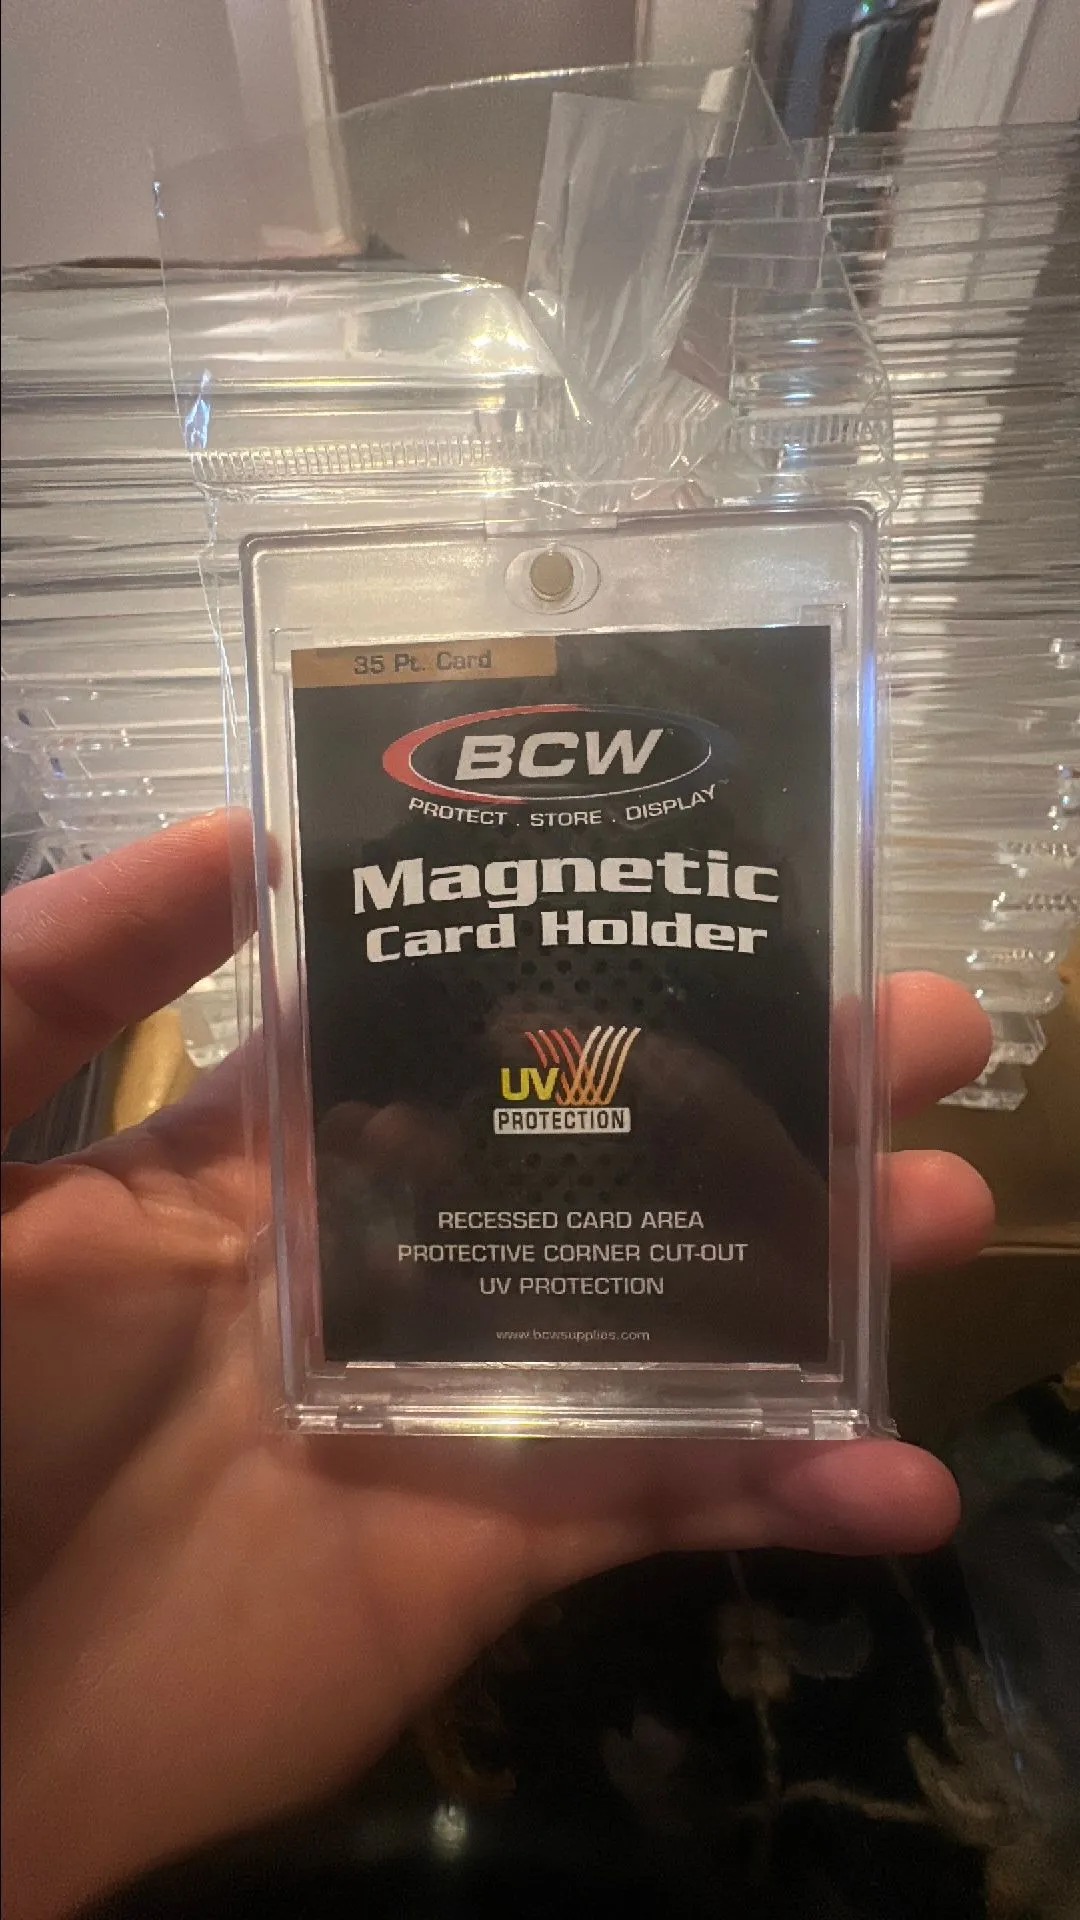 35 Pt. Card
BCW
PROTECT . STORE . DISPLAY
Magnetic
Card Holder
UV
PROTECTION
RECESSED CARD AREA
PROTECTIVE CORNER CUT-OUT
UV PROTECTION
www.bcwsupplies.com